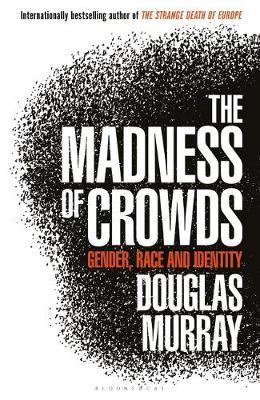 Internationally bestselling author of THE STRANGE DEATH OF EUROPE
THE
MADNESS
OF CROWDS
GENDER, RACE AND IDENTITY
DOUGLAS
MURRAY
BLOOMSBURY